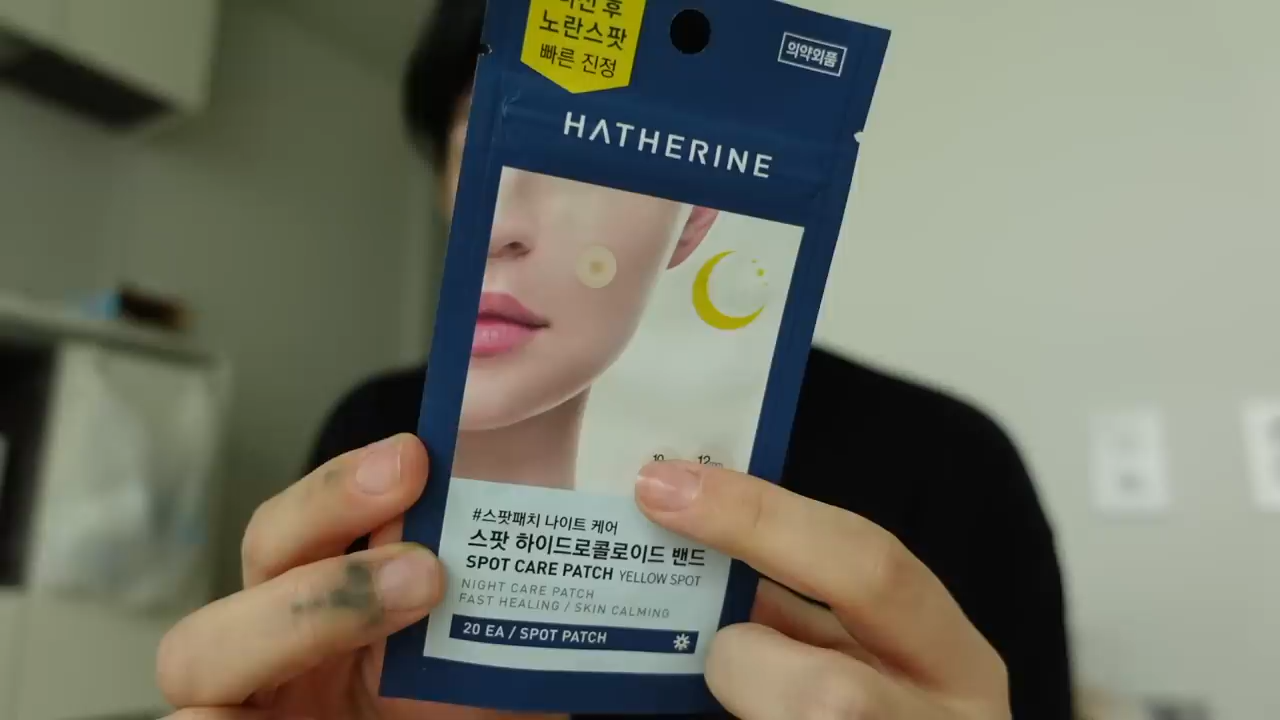 노란스팟
빠른 진정
의약외품
HATHERINE
#스팟패치 나이트 케어
스팟 하이드로콜로이드 밴드
SPOT CARE PATCH YELLOW SPOT
NIGHT CARE PATCH
FAST HEALING / SKIN CALMING
20 EA / SPOT PATCH